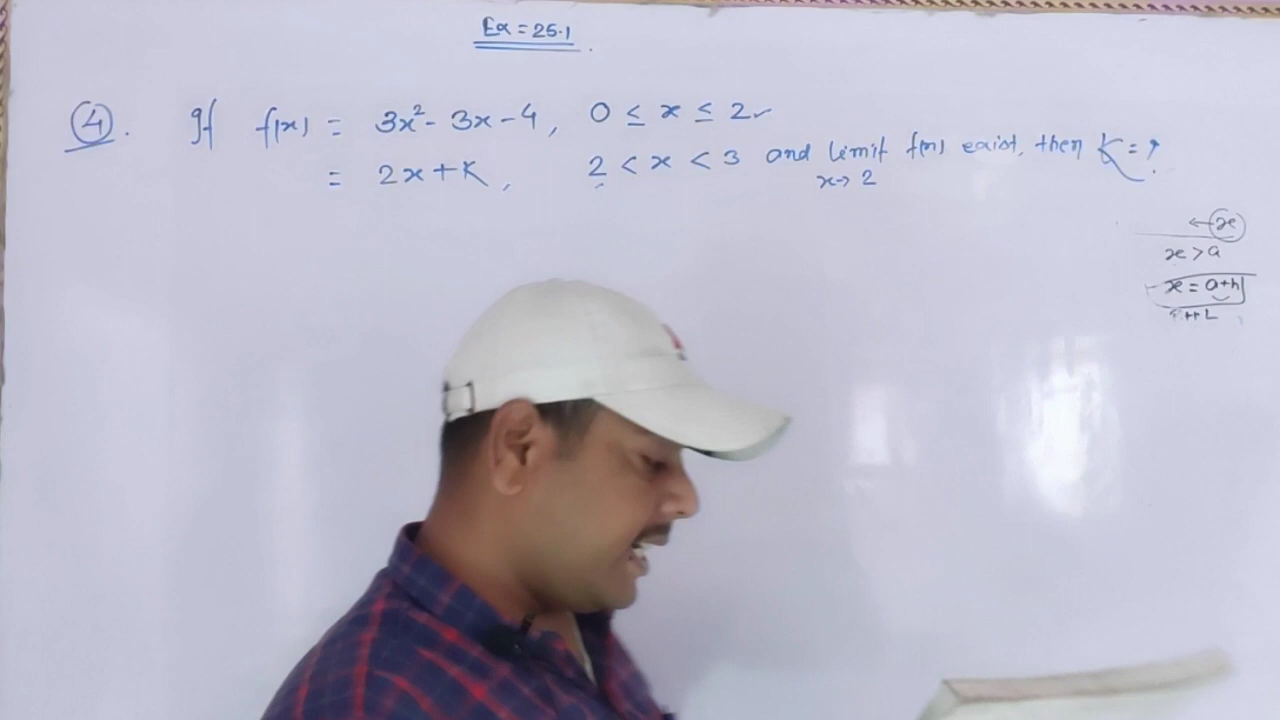 Ex = 25.1
4. If f(x) = 3x² - 3x - 4, 0 ≤ x ≤ 2
= 2x + K, 2 < x < 3 and limit f(x) exist, then K = ?
x → 2
← x
x > a
x = a+h